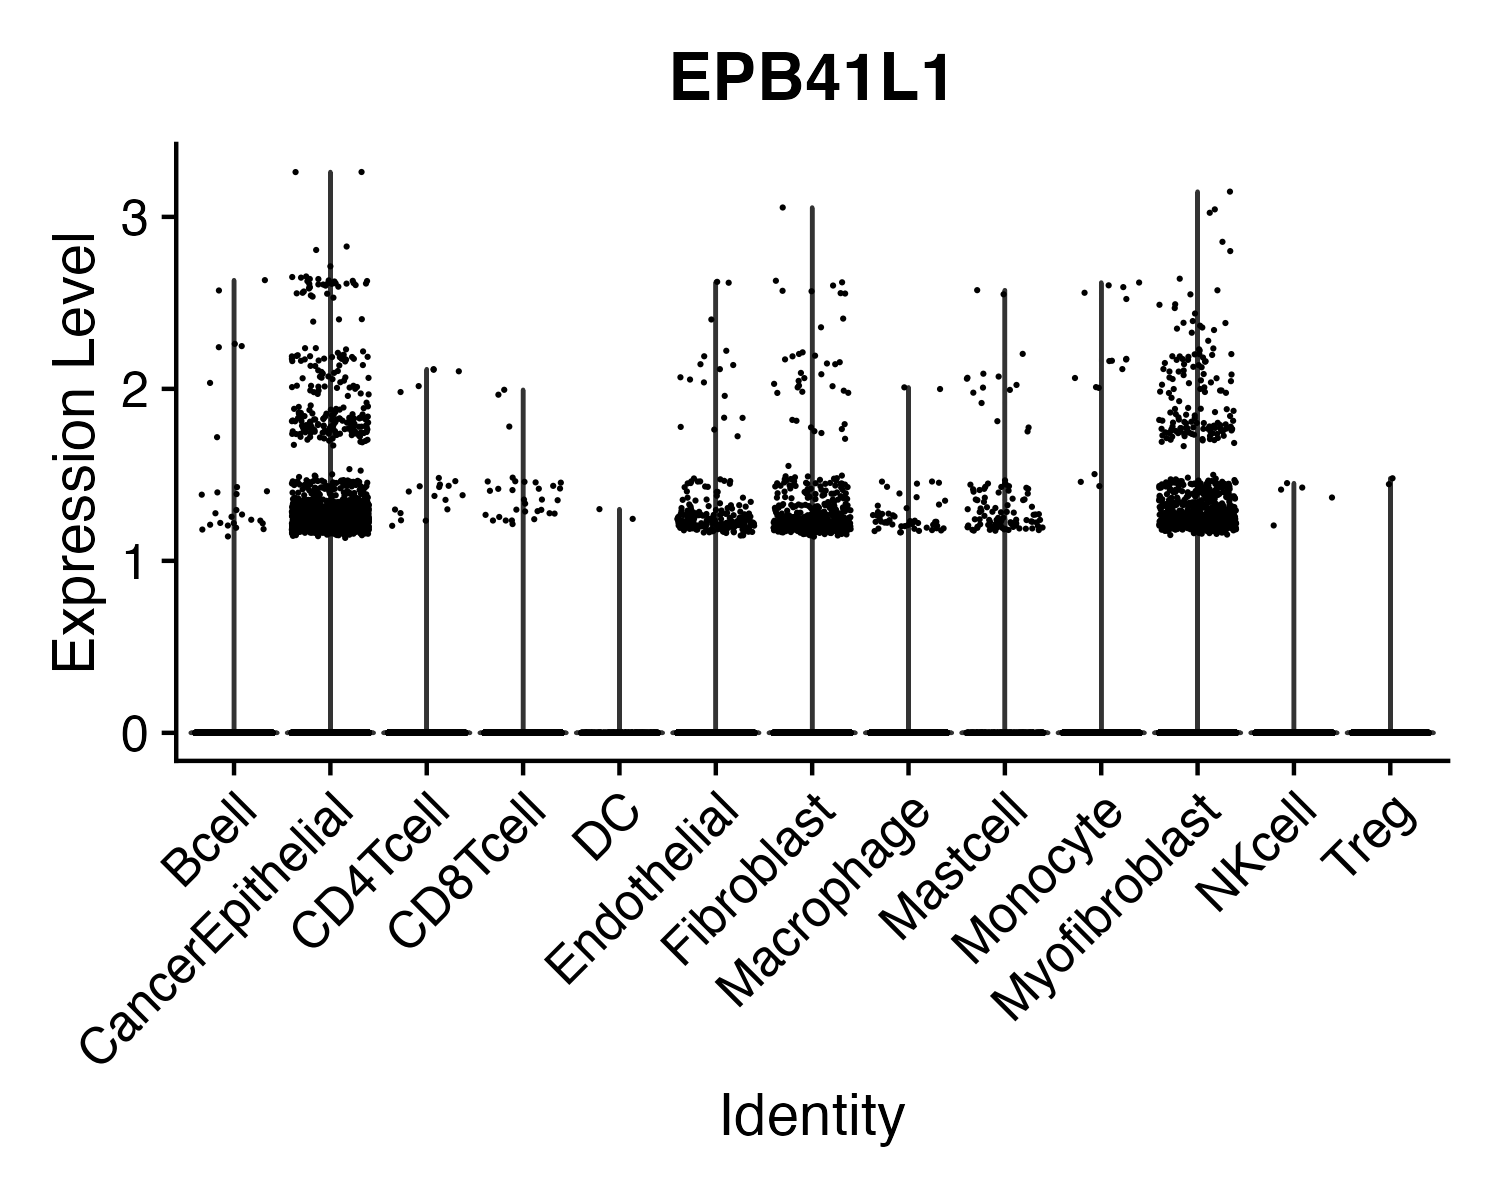 EPB41L1
Expression Level
3
2
1
0
Bcell
CancerEpithelial
CD4Tcell
CD8Tcell
DC
Endothelial
Fibroblast
Macrophage
Mastcell
Monocyte
Myofibroblast
NKcell
Treg
Identity